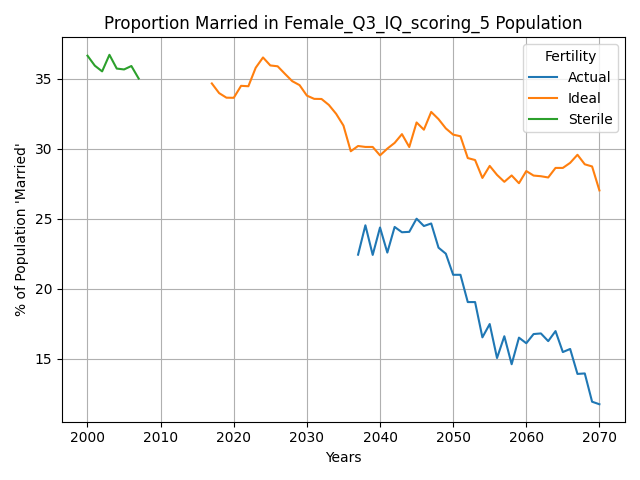 Proportion Married in Female_Q3_IQ_scoring_5 Population
Fertility
Actual
Ideal
Sterile
% of Population 'Married'
35
30
25
20
15
2000 2010 2020 2030 2040 2050 2060 2070
Years